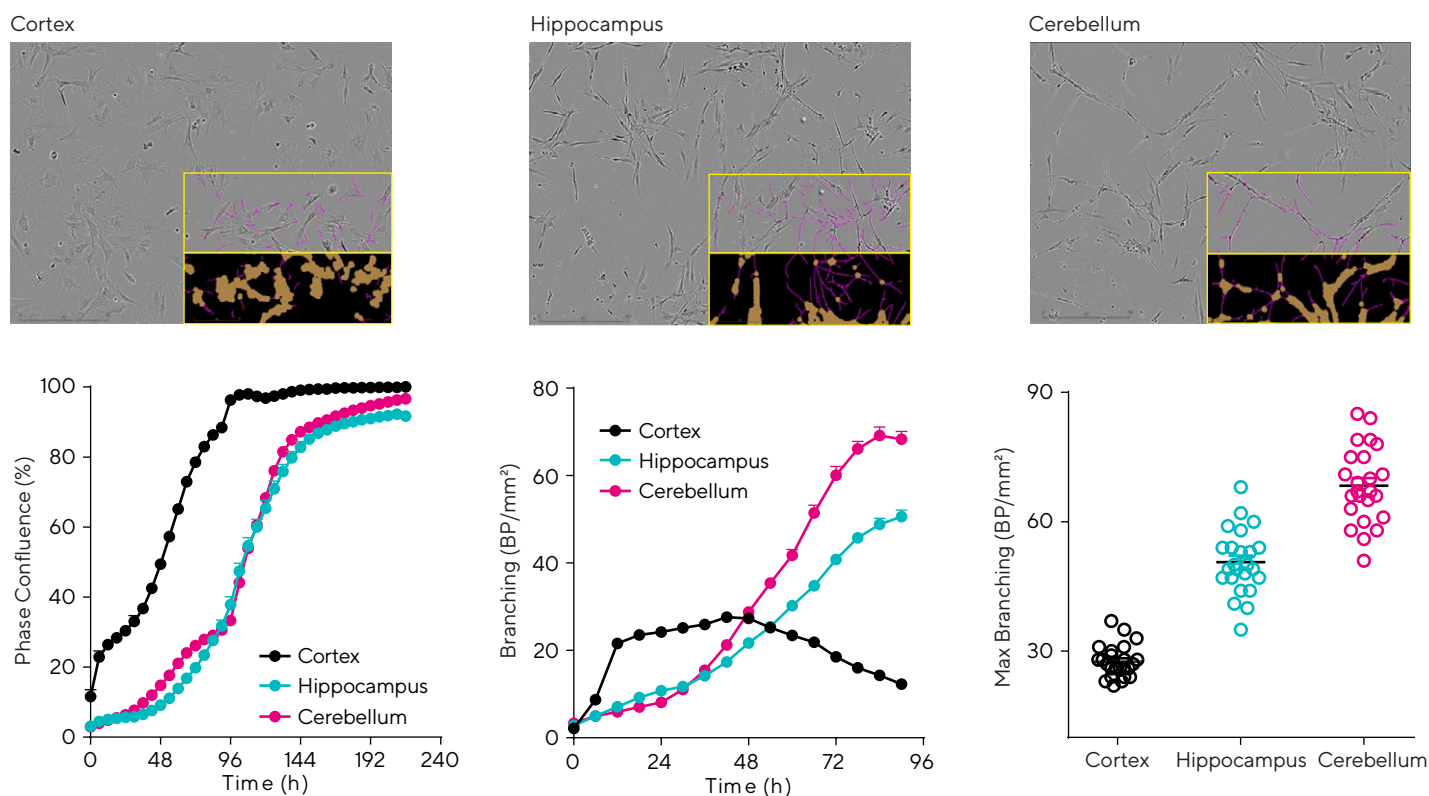 Cortex
Hippocampus
Cerebellum
Phase Confluence (%)
100
80
60
40
20
0
Cortex
Hippocampus
Cerebellum
0 48 96 144 192 240
Time (h)
Branching (BP/mm²)
80
60
40
20
0
Cortex
Hippocampus
Cerebellum
0 24 48 72 96
Time (h)
Max Branching (BP/mm²)
90
60
30
Cortex Hippocampus Cerebellum